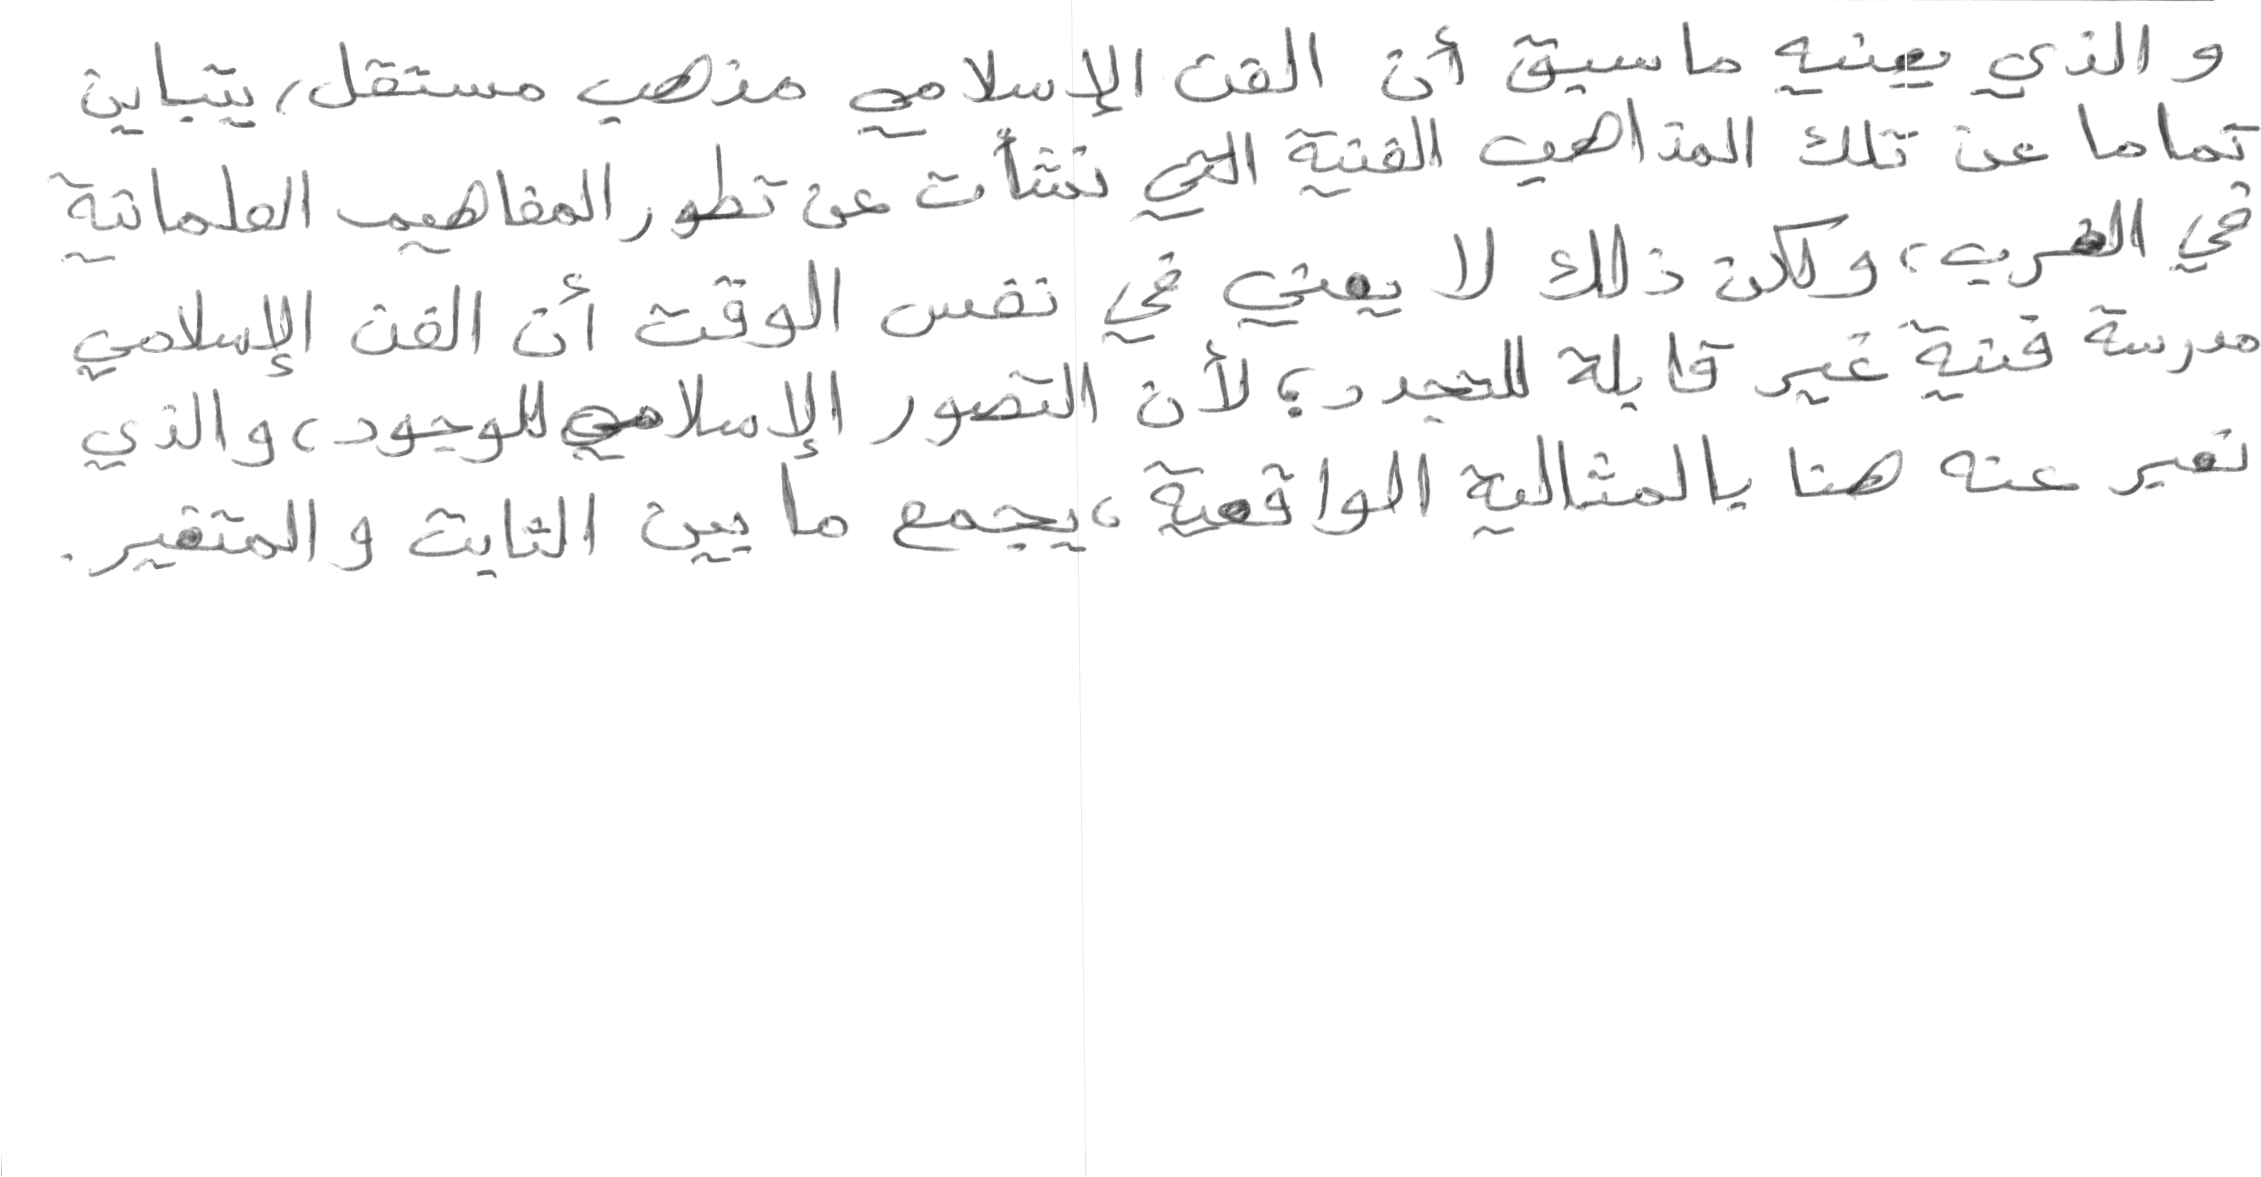 والذي يعنيه ما سبق أن الفن الإسلامي مذهب مستقل، يتباين
تماما عن تلك المذاهب الفنية التي نشأت عن تطور المفاهيم العلمانية
في الغرب، ولكن ذلك لا يعني في نفس الوقت أن الفن الإسلامي
مدرسة فنية غير قابلة للتجدد؛ لأن التصور الإسلامي للوجود، والذي
نعبر عنه هنا بالمثالية الواقعية، يجمع ما بين الثابت والمتغير.